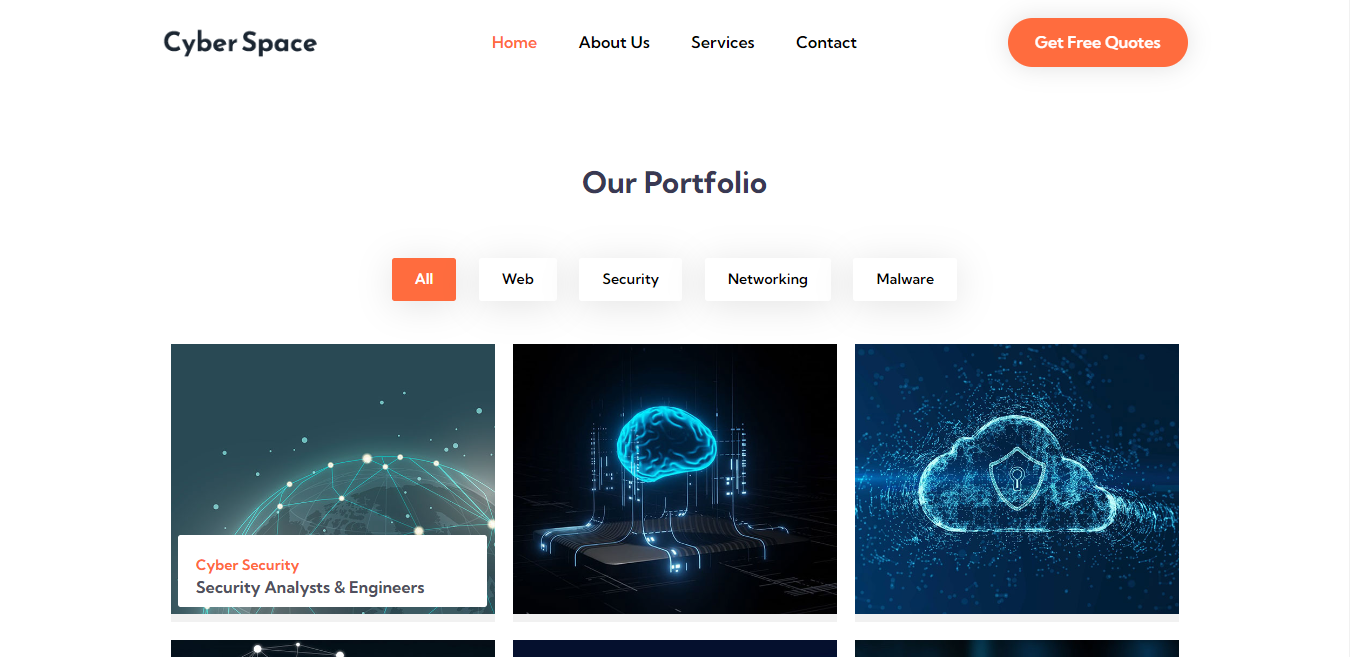 Cyber Space
Home
About Us
Services
Contact
Get Free Quotes
Our Portfolio
All
Web
Security
Networking
Malware
Cyber Security
Security Analysts & Engineers